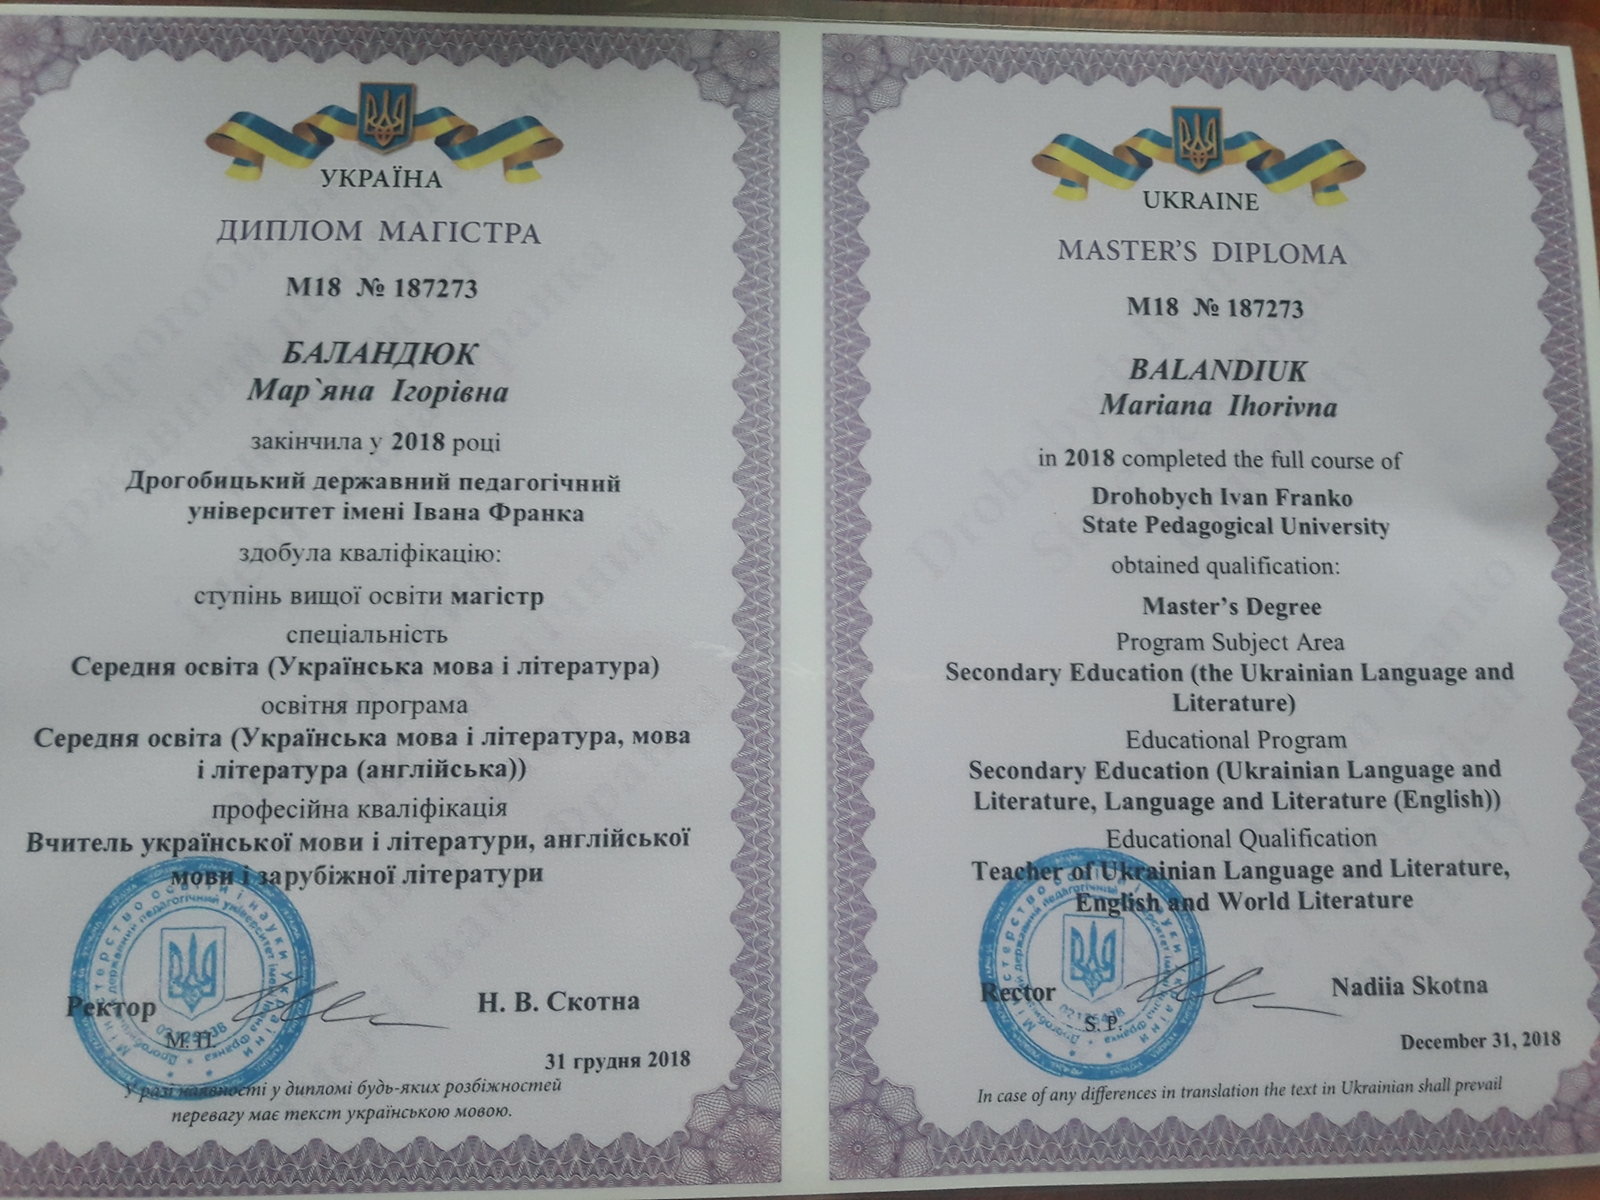 УКРАЇНА
ДИПЛОМ МАГІСТРА
М18 № 187273
БАЛАНДЮК
Мар`яна Ігорівна
закінчила у 2018 році
Дрогобицький державний педагогічний
університет імені Івана Франка
здобула кваліфікацію:
ступінь вищої освіти магістр
спеціальність
Середня освіта (Українська мова і література)
освітня програма
Середня освіта (Українська мова і література, мова
і література (англійська))
професійна кваліфікація
Вчитель української мови і літератури, англійської
мови і зарубіжної літератури
Ректор
Н. В. Скотна
М. П.
31 грудня 2018
У разі наявності у дипломі будь-яких розбіжностей
перевагу має текст українською мовою.
UKRAINE
MASTER'S DIPLOMA
M18 № 187273
BALANDIUK
Mariana Ihorivna
in 2018 completed the full course of
Drohobych Ivan Franko
State Pedagogical University
obtained qualification:
Master's Degree
Program Subject Area
Secondary Education (the Ukrainian Language and
Literature)
Educational Program
Secondary Education (Ukrainian Language and
Literature, Language and Literature (English))
Educational Qualification
Teacher of Ukrainian Language and Literature,
English and World Literature
Rector
Nadiia Skotna
S. P.
December 31, 2018
In case of any differences in translation the text in Ukrainian shall prevail